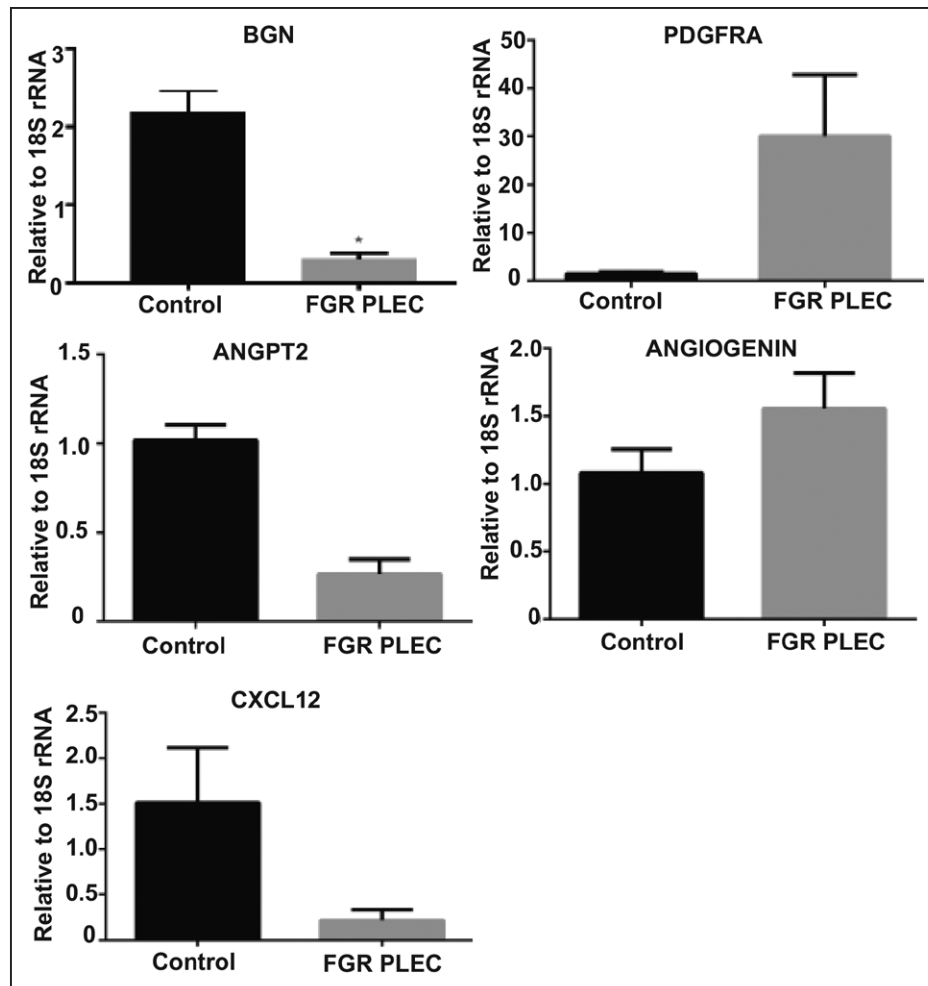 BGN
Relative to 18S rRNA
3
2
1
0
*
Control FGR PLEC
PDGFRA
Relative to 18S rRNA
50
40
30
20
10
0
Control FGR PLEC
ANGPT2
Relative to 18S rRNA
1.5
1.0
0.5
0
Control FGR PLEC
ANGIOGENIN
Relative to 18S rRNA
2.0
1.5
1.0
0.5
0
Control FGR PLEC
CXCL12
Relative to 18S rRNA
2.5
2.0
1.5
1.0
0.5
0
Control FGR PLEC